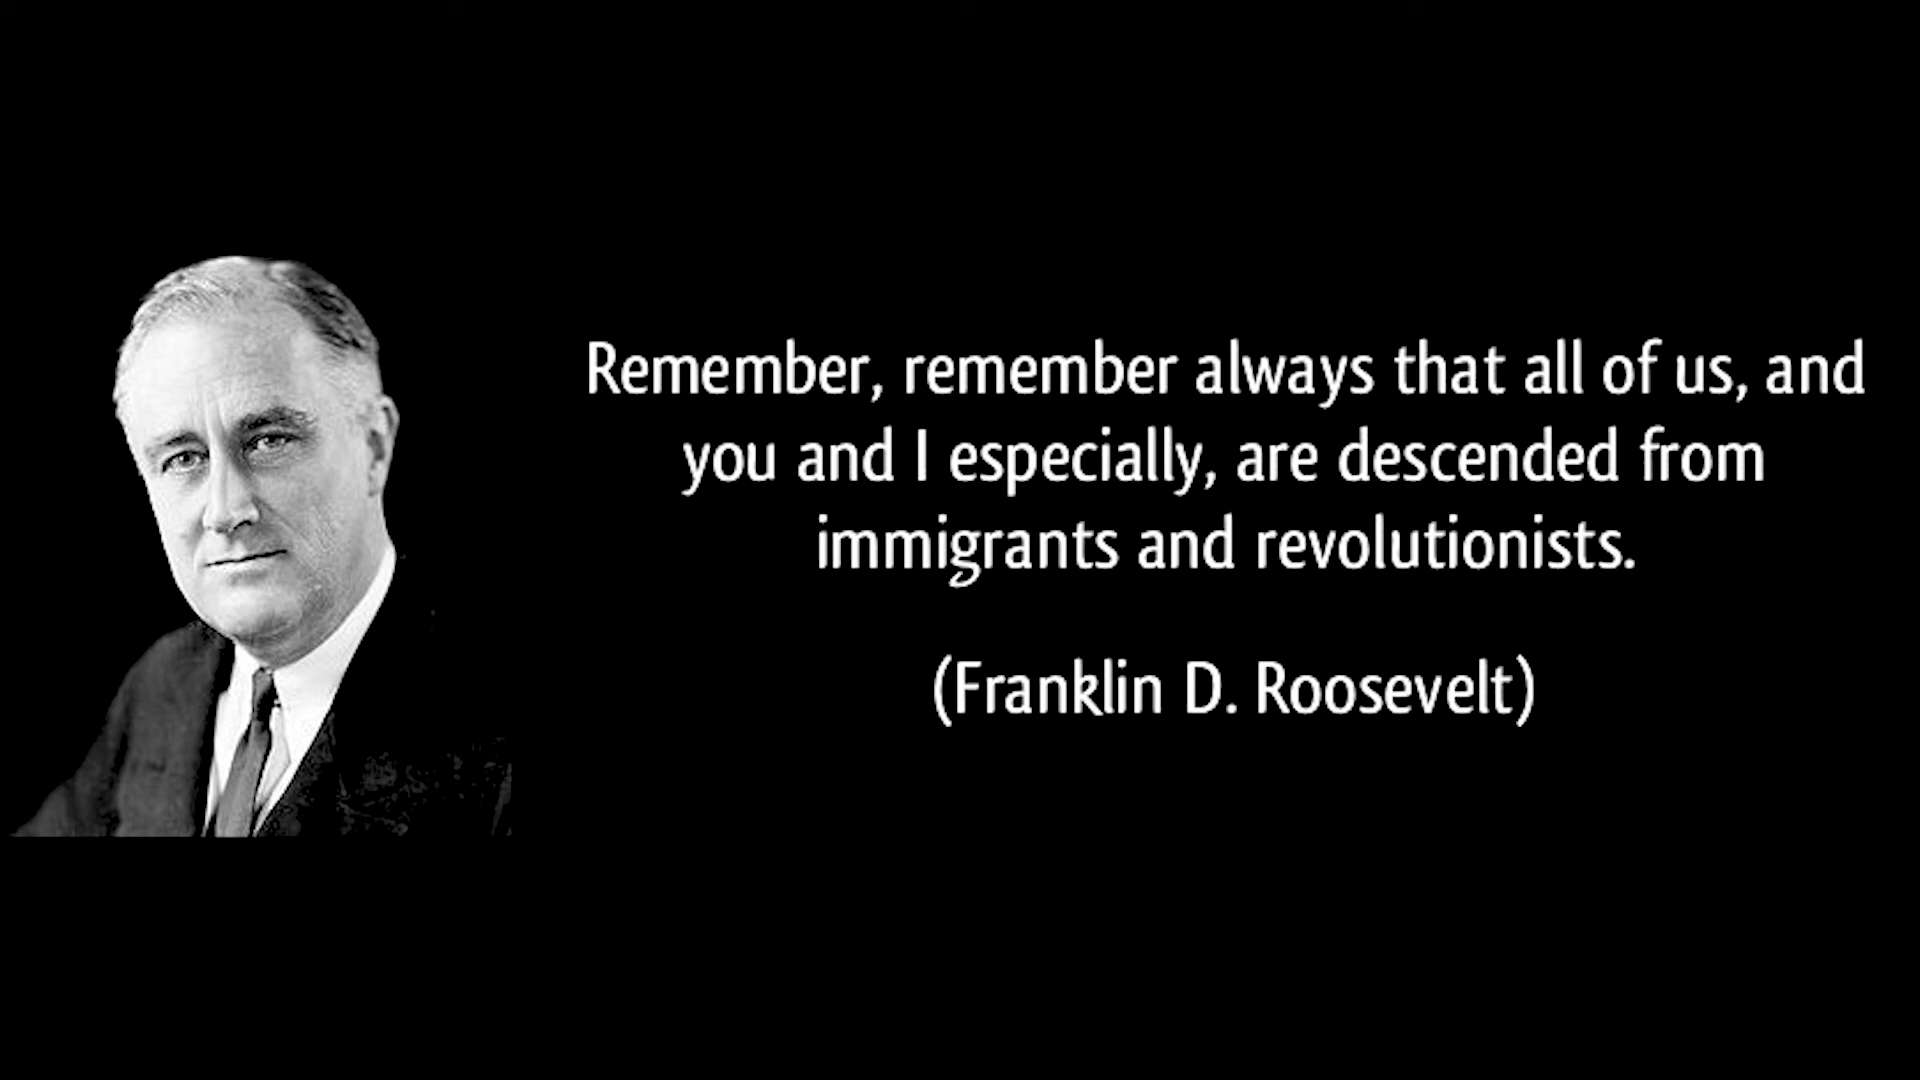 Remember, remember always that all of us, and
you and I especially, are descended from
immigrants and revolutionists.
(Franklin D. Roosevelt)